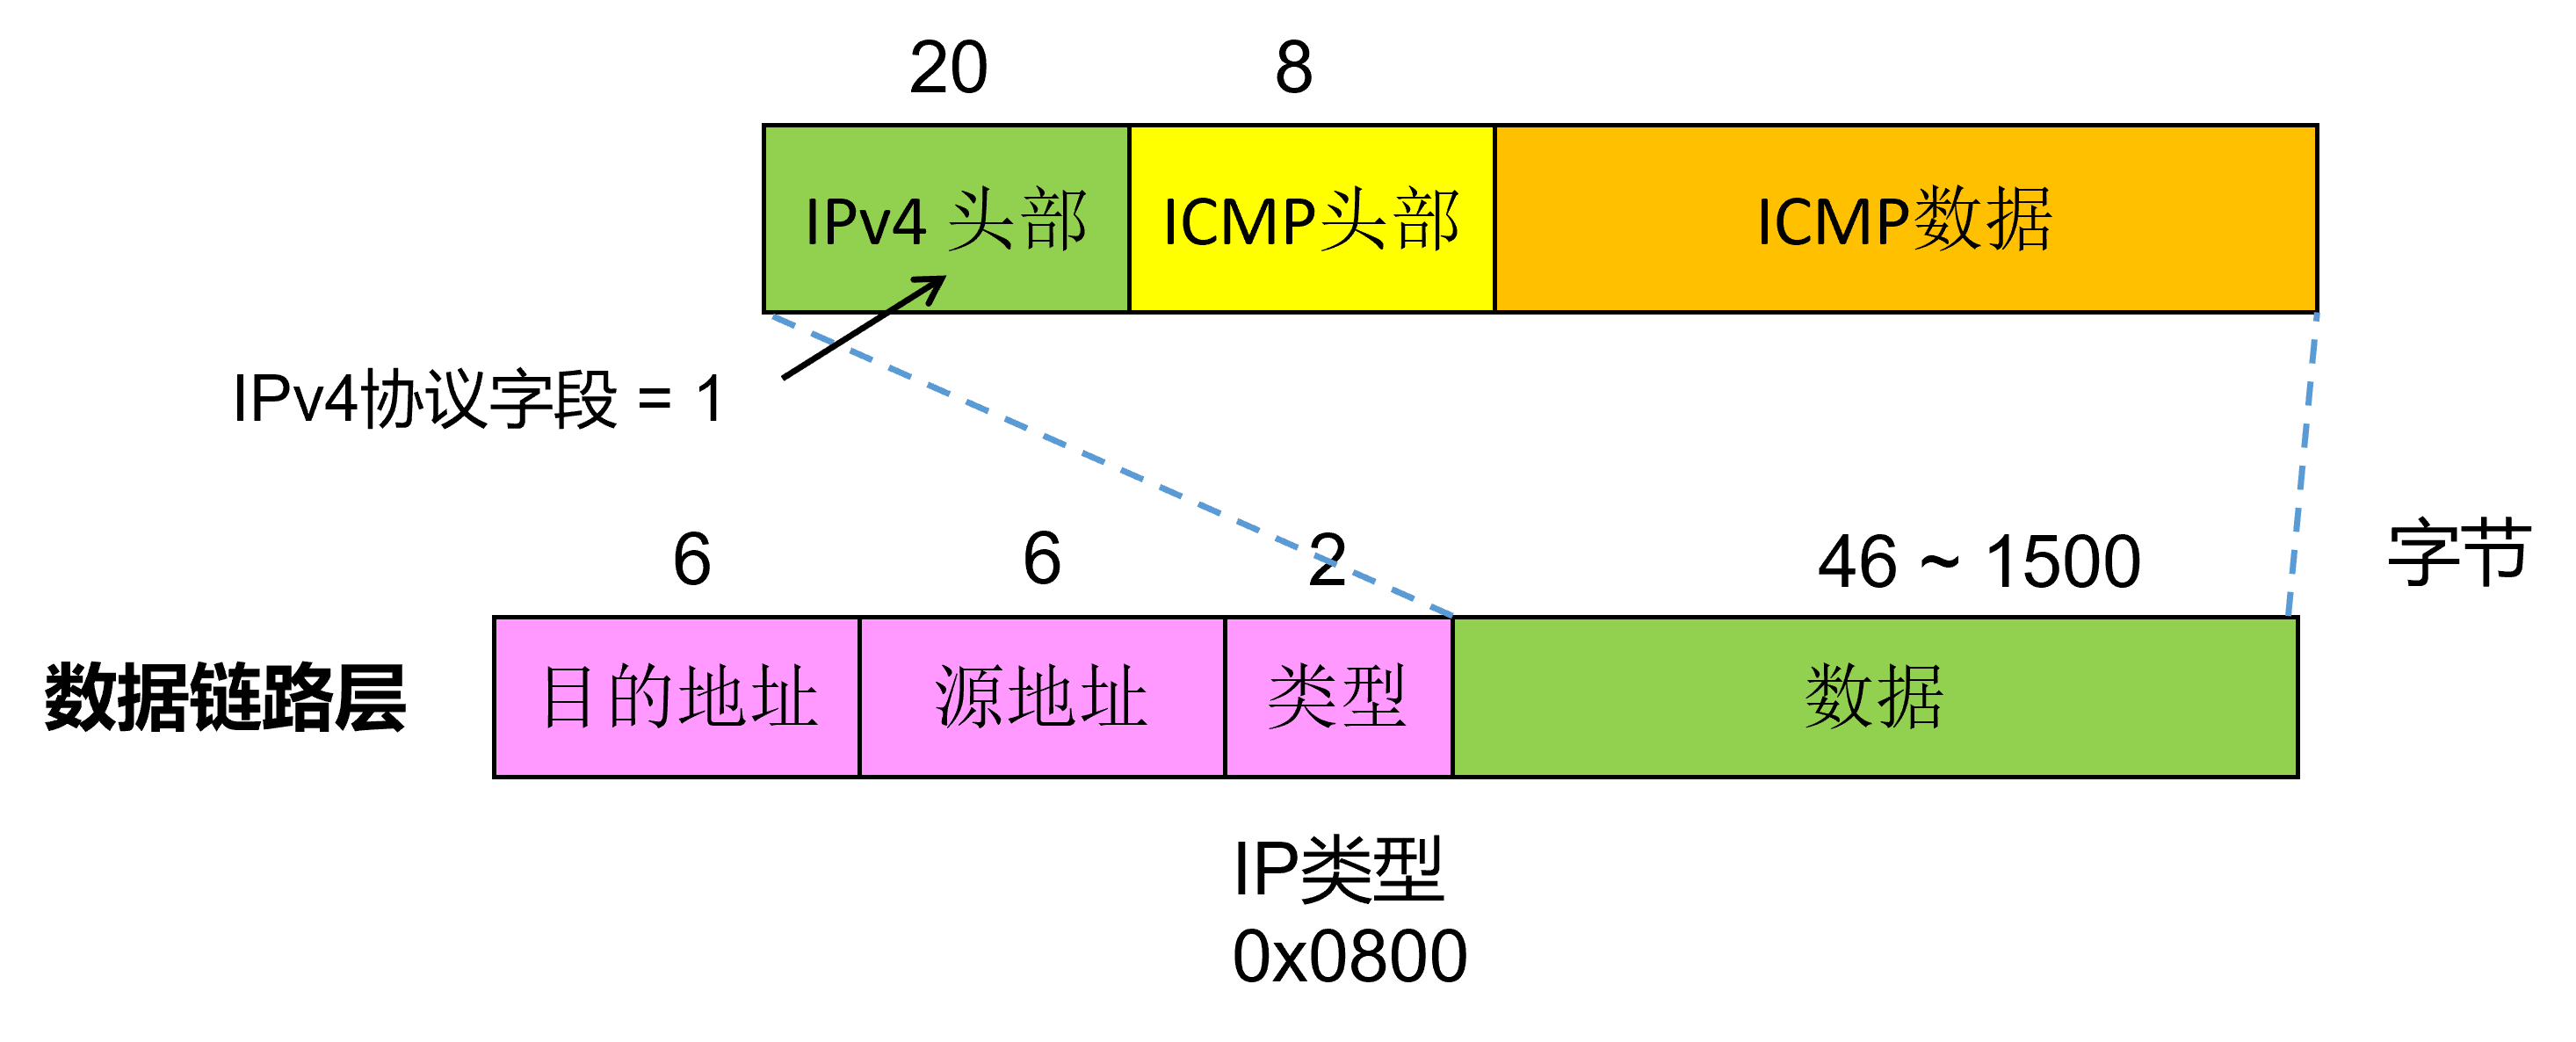 20 8
IPv4 头部 ICMP头部 ICMP数据
IPv4协议字段 = 1
6 6 2 46 ~ 1500 字节
数据链路层 目的地址 源地址 类型 数据
IP类型
0x0800